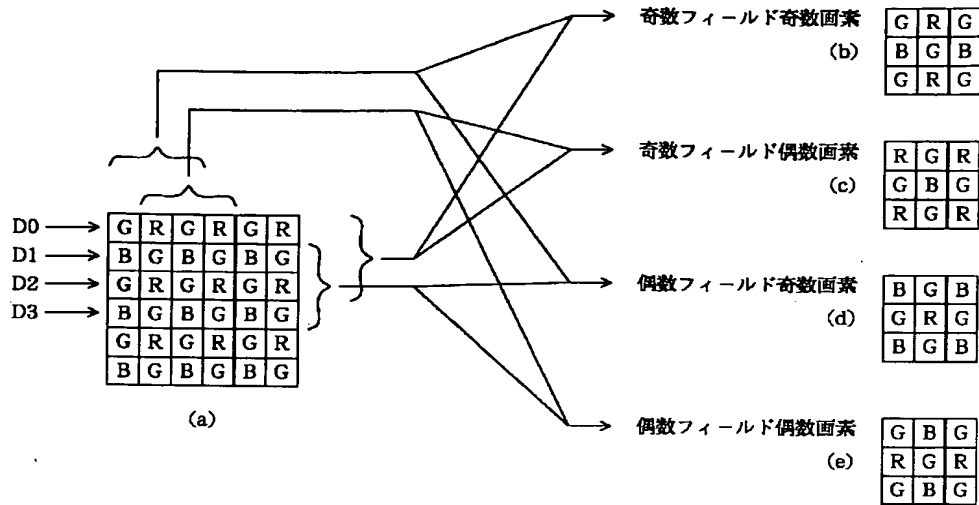 奇数フィールド奇数画素
(b)
G R G
B G B
G R G
奇数フィールド偶数画素
(c)
R G R
G B G
R G R
D0
D1
D2
D3
G R G R G R
B G B G B G
G R G R G R
B G B G B G
G R G R G R
B G B G B G
(a)
偶数フィールド奇数画素
(d)
B G B
G R G
B G B
偶数フィールド偶数画素
(e)
G B G
R G R
G B G